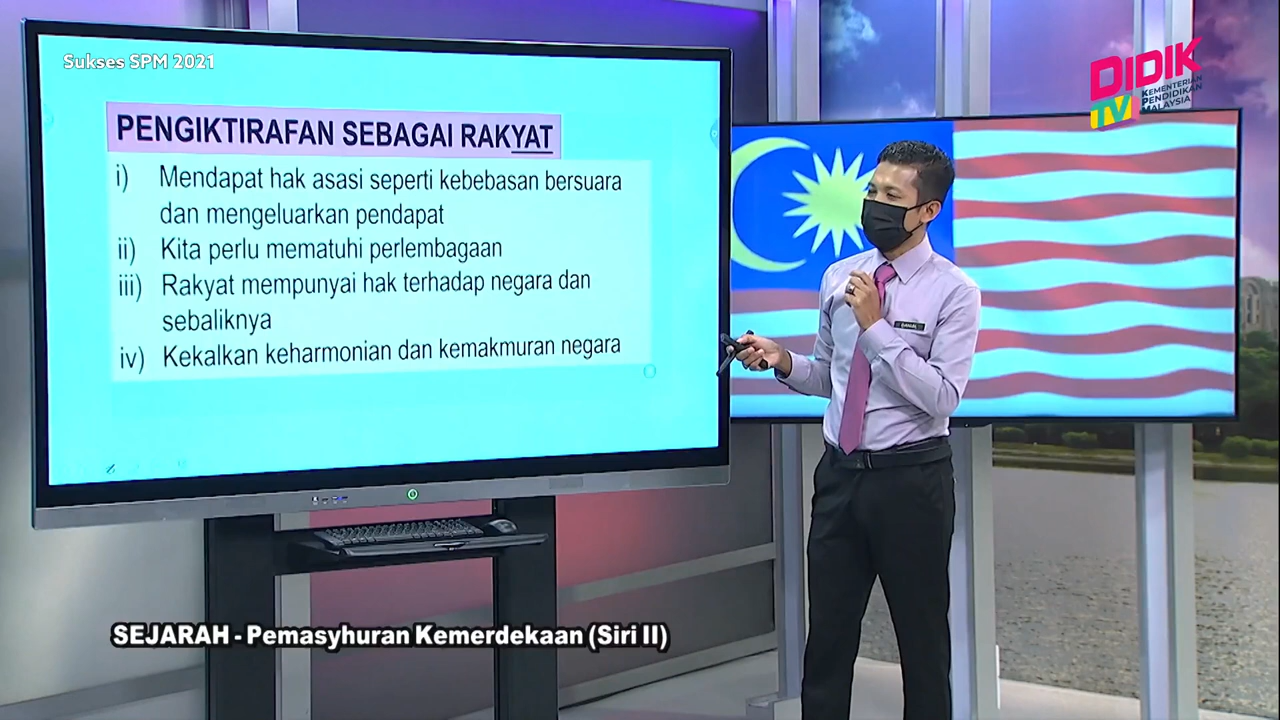 Sukses SPM 2021
DIDIK
TV
KEMENTERIAN
PENDIDIKAN
MALAYSIA
PENGIKTIRAFAN SEBAGAI RAKYAT
i) Mendapat hak asasi seperti kebebasan bersuara
dan mengeluarkan pendapat
ii) Kita perlu mematuhi perlembagaan
iii) Rakyat mempunyai hak terhadap negara dan
sebaliknya
iv) Kekalkan keharmonian dan kemakmuran negara
SEJARAH - Pemasyhuran Kemerdekaan (Siri II)